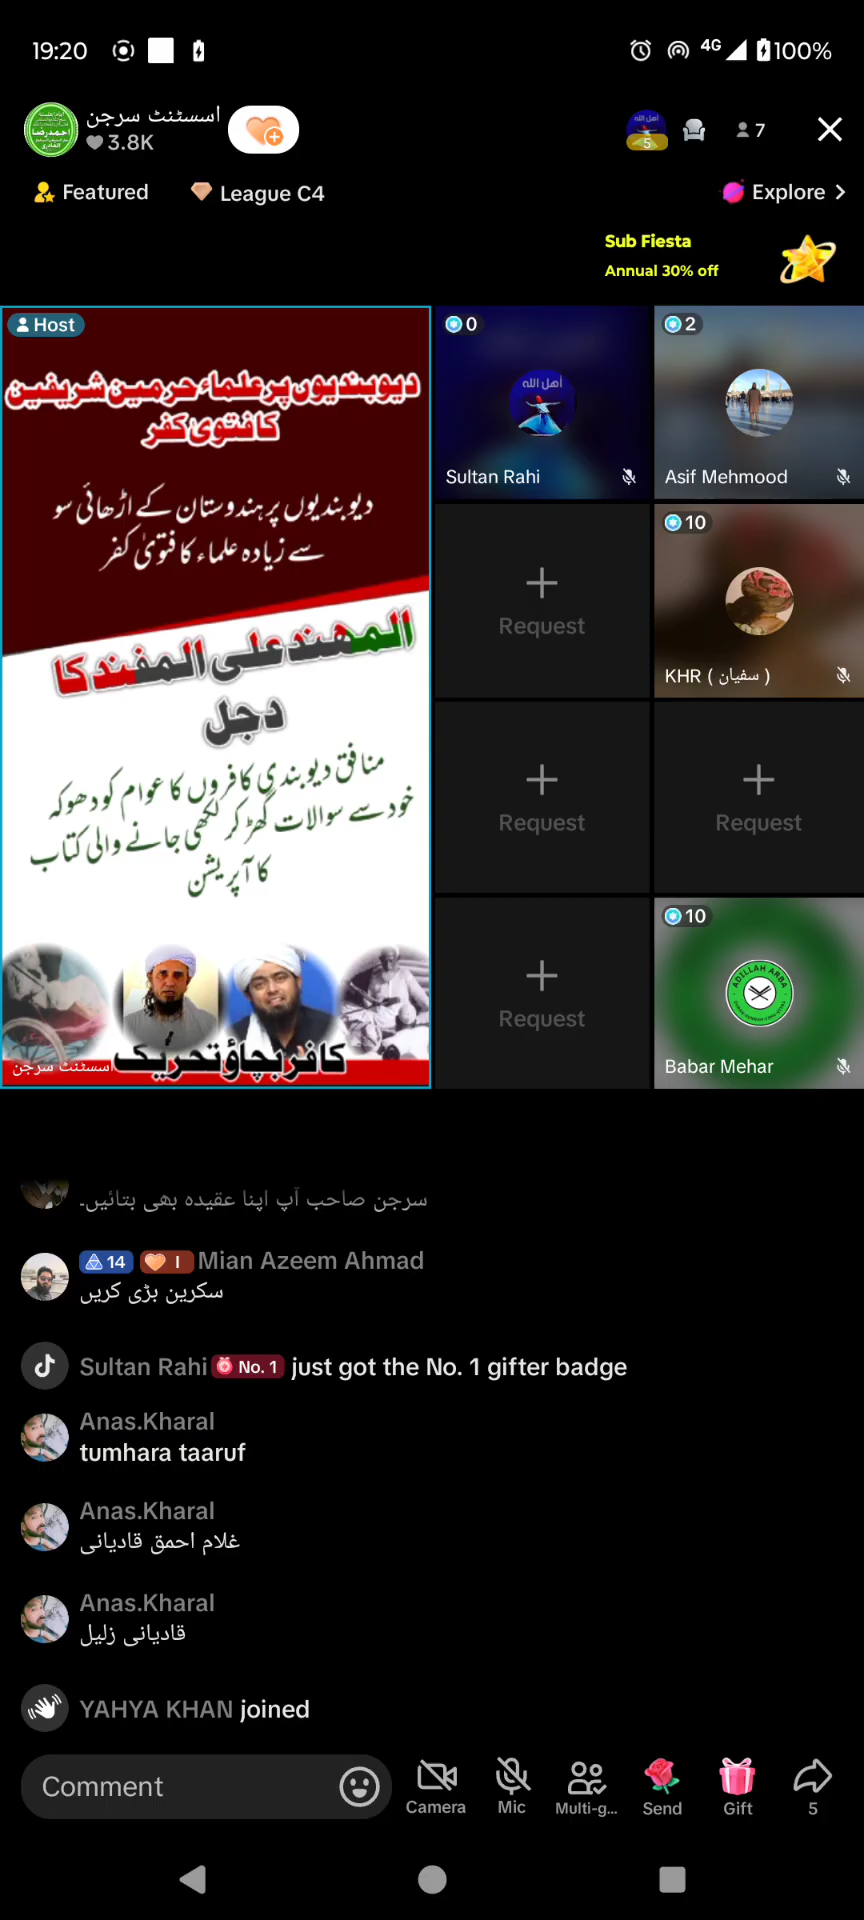 19:20
4G
100%
اسسٹنٹ سرجن
3.8K
5
7
Featured
League C4
Explore
Sub Fiesta
Annual 30% off
Host
دیوبندیوں پر علماء حرمین شریفین
کا فتویٰ کفر
دیوبندیوں پر ہندوستان کے اڑھائی سو
سے زیادہ علماء کا فتویٰ کفر
المھند علی المفند کا
دجل
منافق دیوبندی کافروں کا عوام کو دھوکہ
خود سے سوالات گھڑ کر لکھی جانے والی کتاب
کا آپریشن
کافر بچاؤ تحریک
اسسٹنٹ سرجن
0
أهل الله
Sultan Rahi
2
Asif Mehmood
Request
10
KHR ( سفیان )
Request
Request
Request
10
ADILLAH ARBA
Babar Mehar
سرجن صاحب آپ اپنا عقیدہ بھی بتائیں۔
14 I Mian Azeem Ahmad
سکرین بڑی کریں
Sultan Rahi No. 1 just got the No. 1 gifter badge
Anas.Kharal
tumhara taaruf
Anas.Kharal
غلام احمق قادیانی
Anas.Kharal
قادیانی زلیل
YAHYA KHAN joined
Comment
Camera
Mic
Multi-g...
Send
Gift
5